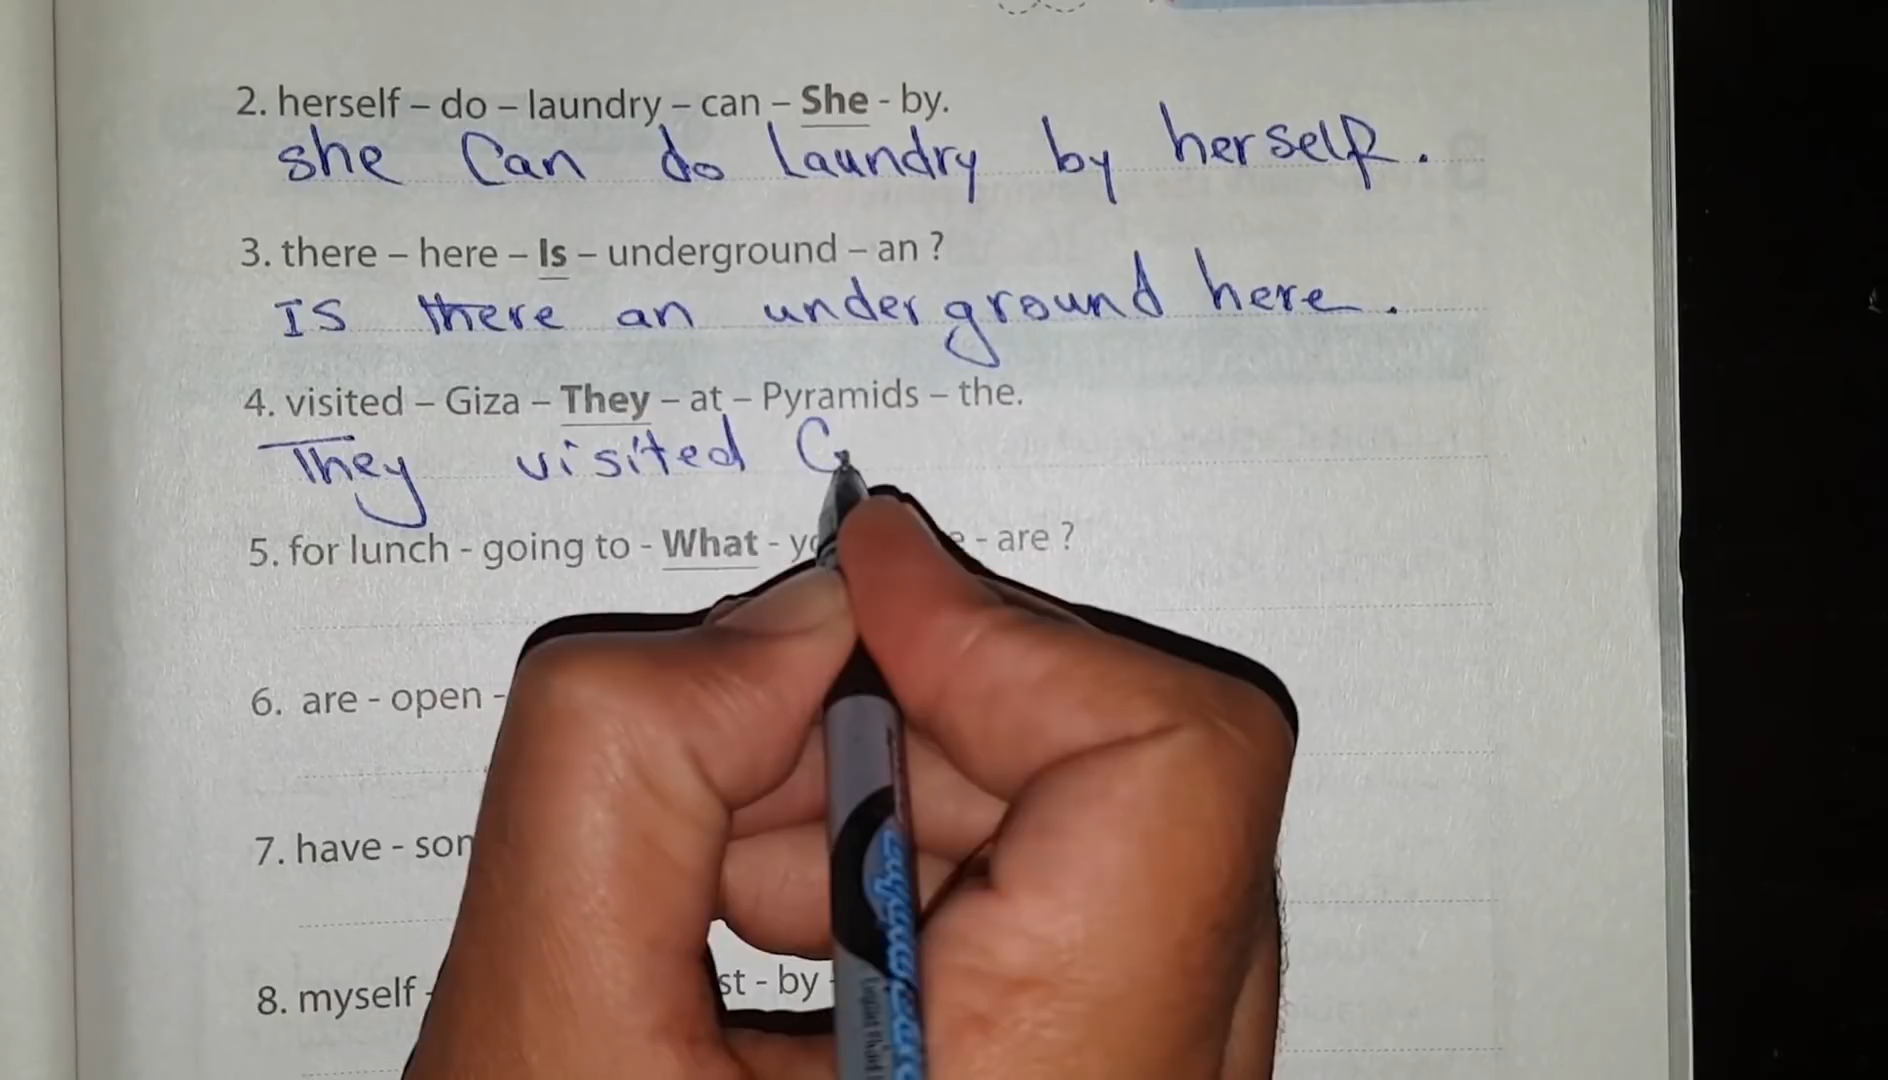 2. herself – do – laundry – can – She - by.
she Can do laundry by herself.
3. there – here – Is – underground – an ?
IS there an underground here.
4. visited – Giza – They – at – Pyramids – the.
They visited G
5. for lunch - going to - What - - are ?
6. are - open -
7. have -
8. myself - - by -